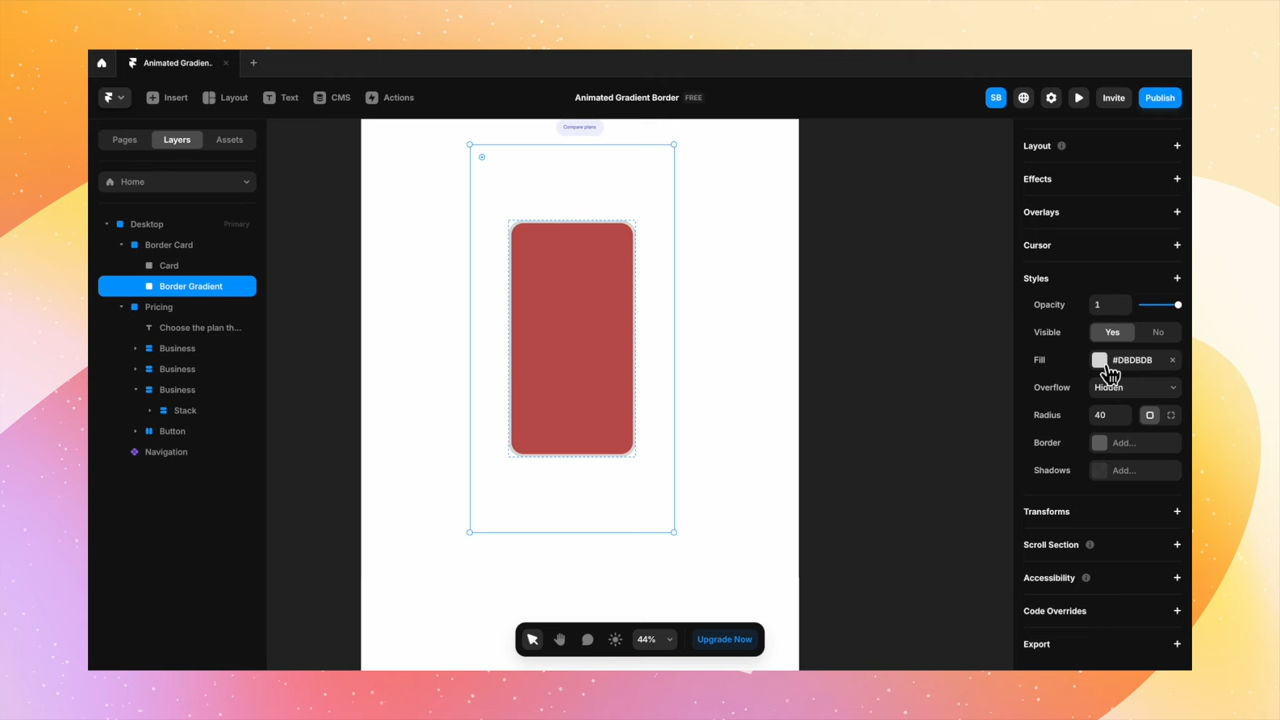 Animated Gradien..
Insert
Layout
Text
CMS
Actions
Animated Gradient Border FREE
SB
Invite
Publish
Pages
Layers
Assets
Home
Desktop
Primary
Border Card
Card
Border Gradient
Pricing
Choose the plan th...
Business
Business
Business
Stack
Button
Navigation
Compare plans
44%
Upgrade Now
Layout
Effects
Overlays
Cursor
Styles
Opacity 1
Visible Yes No
Fill #DBDBDB
Overflow Hidden
Radius 40
Border Add...
Shadows Add...
Transforms
Scroll Section
Accessibility
Code Overrides
Export